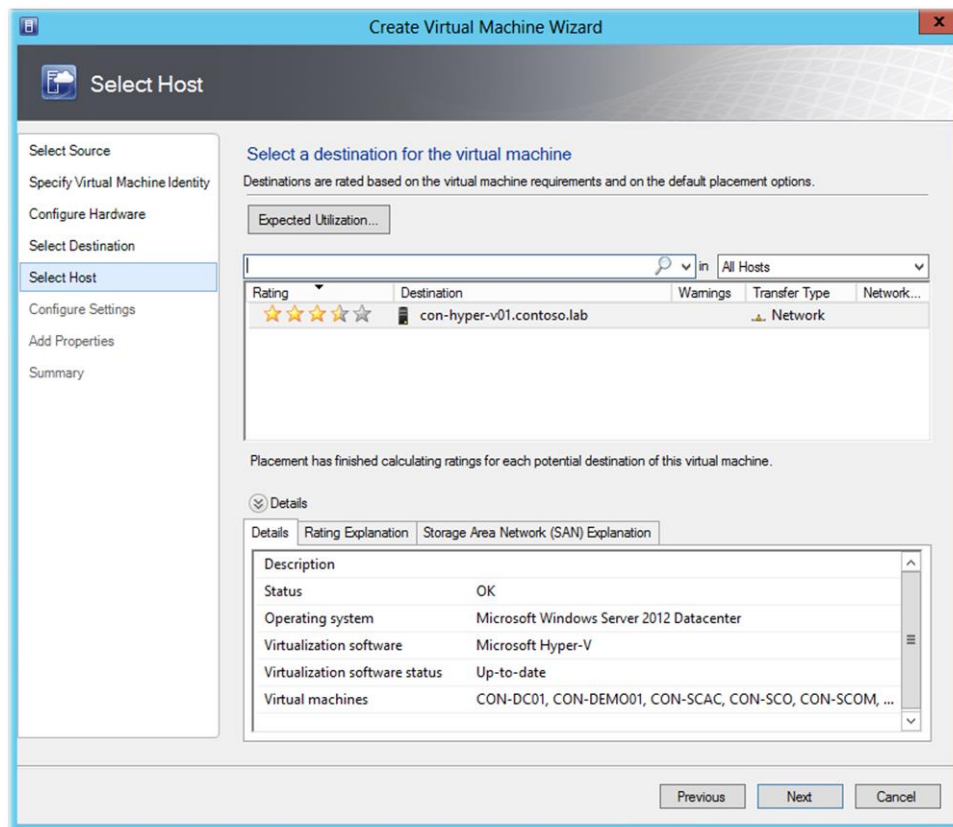 Create Virtual Machine Wizard
x
Select Host
Select Source
Specify Virtual Machine Identity
Configure Hardware
Select Destination
Select Host
Configure Settings
Add Properties
Summary
Select a destination for the virtual machine
Destinations are rated based on the virtual machine requirements and on the default placement options.
Expected Utilization...
in All Hosts
Rating Destination Warnings Transfer Type Network...
con-hyper-v01.contoso.lab Network
Placement has finished calculating ratings for each potential destination of this virtual machine.
Details
Details Rating Explanation Storage Area Network (SAN) Explanation
Description
Status OK
Operating system Microsoft Windows Server 2012 Datacenter
Virtualization software Microsoft Hyper-V
Virtualization software status Up-to-date
Virtual machines CON-DC01, CON-DEMO01, CON-SCAC, CON-SCO, CON-SCOM, ...
Previous Next Cancel